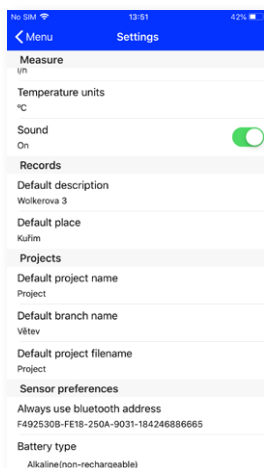 No SIM 13:51 42%
Menu Settings
Measure
l/h
Temperature units
°C
Sound
On
Records
Default description
Wolkerova 3
Default place
Kuřim
Projects
Default project name
Project
Default branch name
Větev
Default project filename
Project
Sensor preferences
Always use bluetooth address
F492530B-FE18-250A-9031-184246886665
Battery type
Alkaline(non-rechargeable)